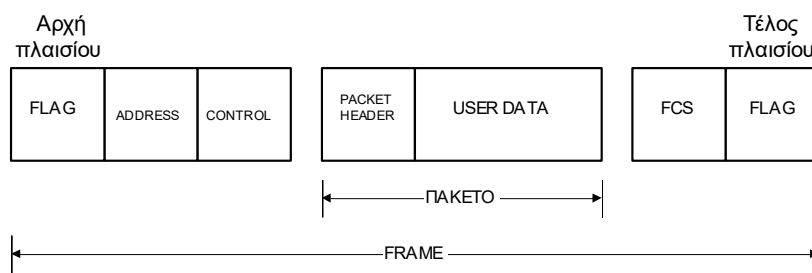 Αρχή
πλαισίου
Τέλος
πλαισίου
FLAG
ADDRESS
CONTROL
PACKET
HEADER
USER DATA
FCS
FLAG
ΠΑΚΕΤΟ
FRAME